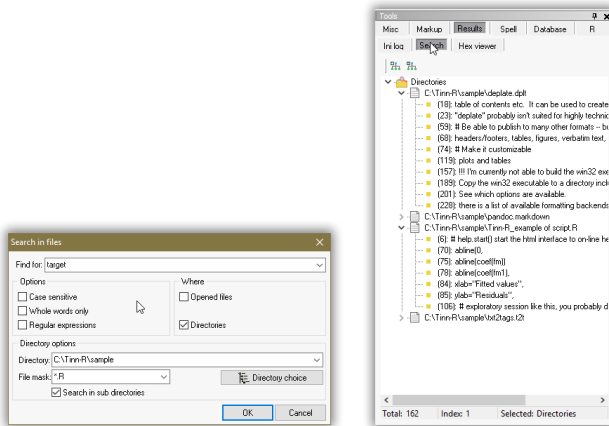 Search in files
Find for: target
Options
Case sensitive
Whole words only
Regular expressions
Where
Opened files
Directories
Directory options
Directory: C:\Tinn-R\sample
File mask: *.R
Directory choice
Search in sub directories
OK Cancel
Tools
Misc Markup Results Spell Database R
Ini log Search Hex viewer
Directories
C:\Tinn-R\sample\deplate.dplt
(18): table of contents etc. It can be used to create
(23): "deplate" probably isn't suited for highly technic
(59): # Be able to publish to many other formats -- bu
(68): headers/footers, tables, figures, verbatim text,
(74): # Make it customizable
(119): plots and tables
(157): !!! I'm currently not able to build the win32 exe
(189): Copy the win32 executable to a directory inclu
(201): See which options are available.
(228): there is a list of available formatting backends
C:\Tinn-R\sample\pandoc.markdown
C:\Tinn-R\sample\Tinn-R_example of script.R
(6): # help.start() start the html interface to on-line he
(70): abline(0,
(75): abline(coef(fm))
(78): abline(coef(fm1),
(84): xlab="Fitted values",
(85): ylab="Residuals",
(106): # exploratory session like this, you probably d
C:\Tinn-R\sample\txt2tags.t2t
Total: 162 Index: 1 Selected: Directories